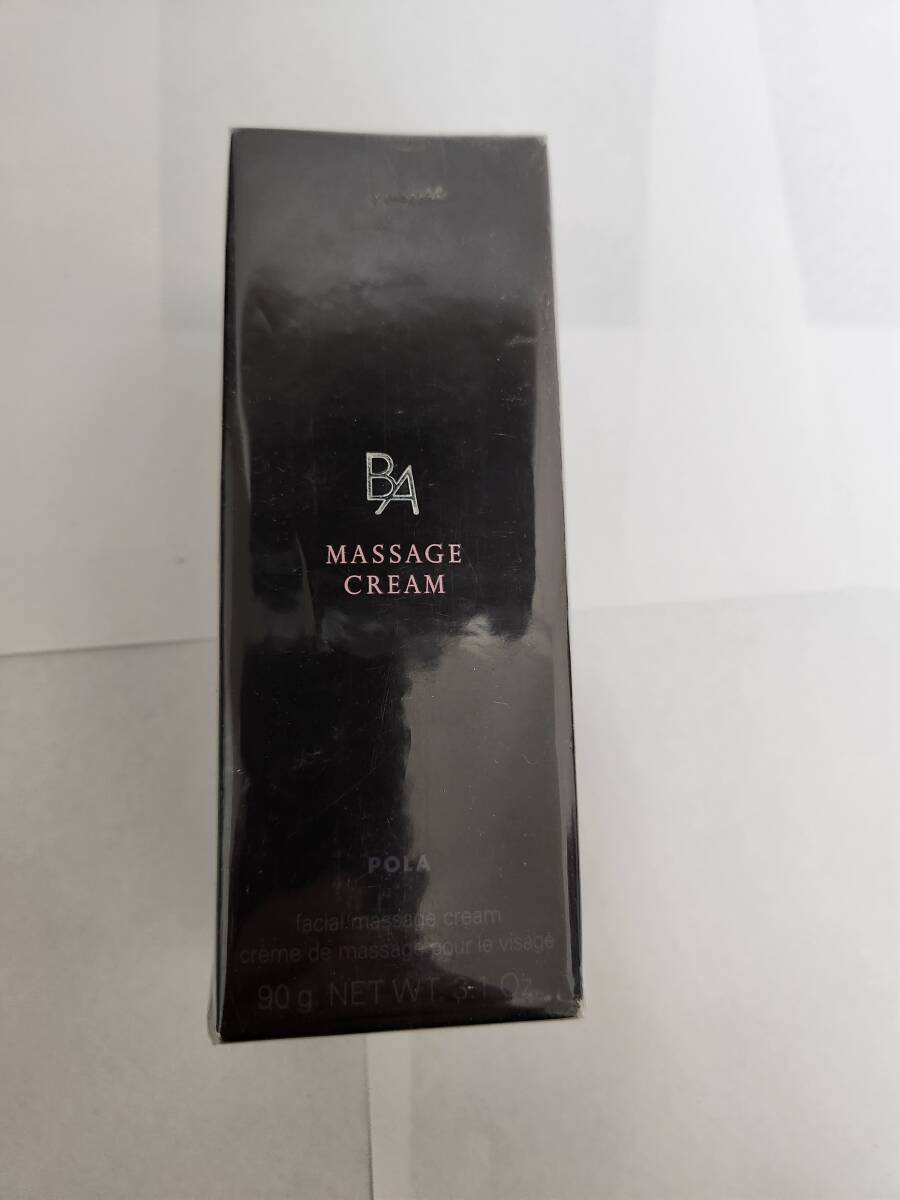 BA
MASSAGE
CREAM
POLA
facial massage cream
crème de massage pour le visage
90 g NET WT. 3.1 Oz.